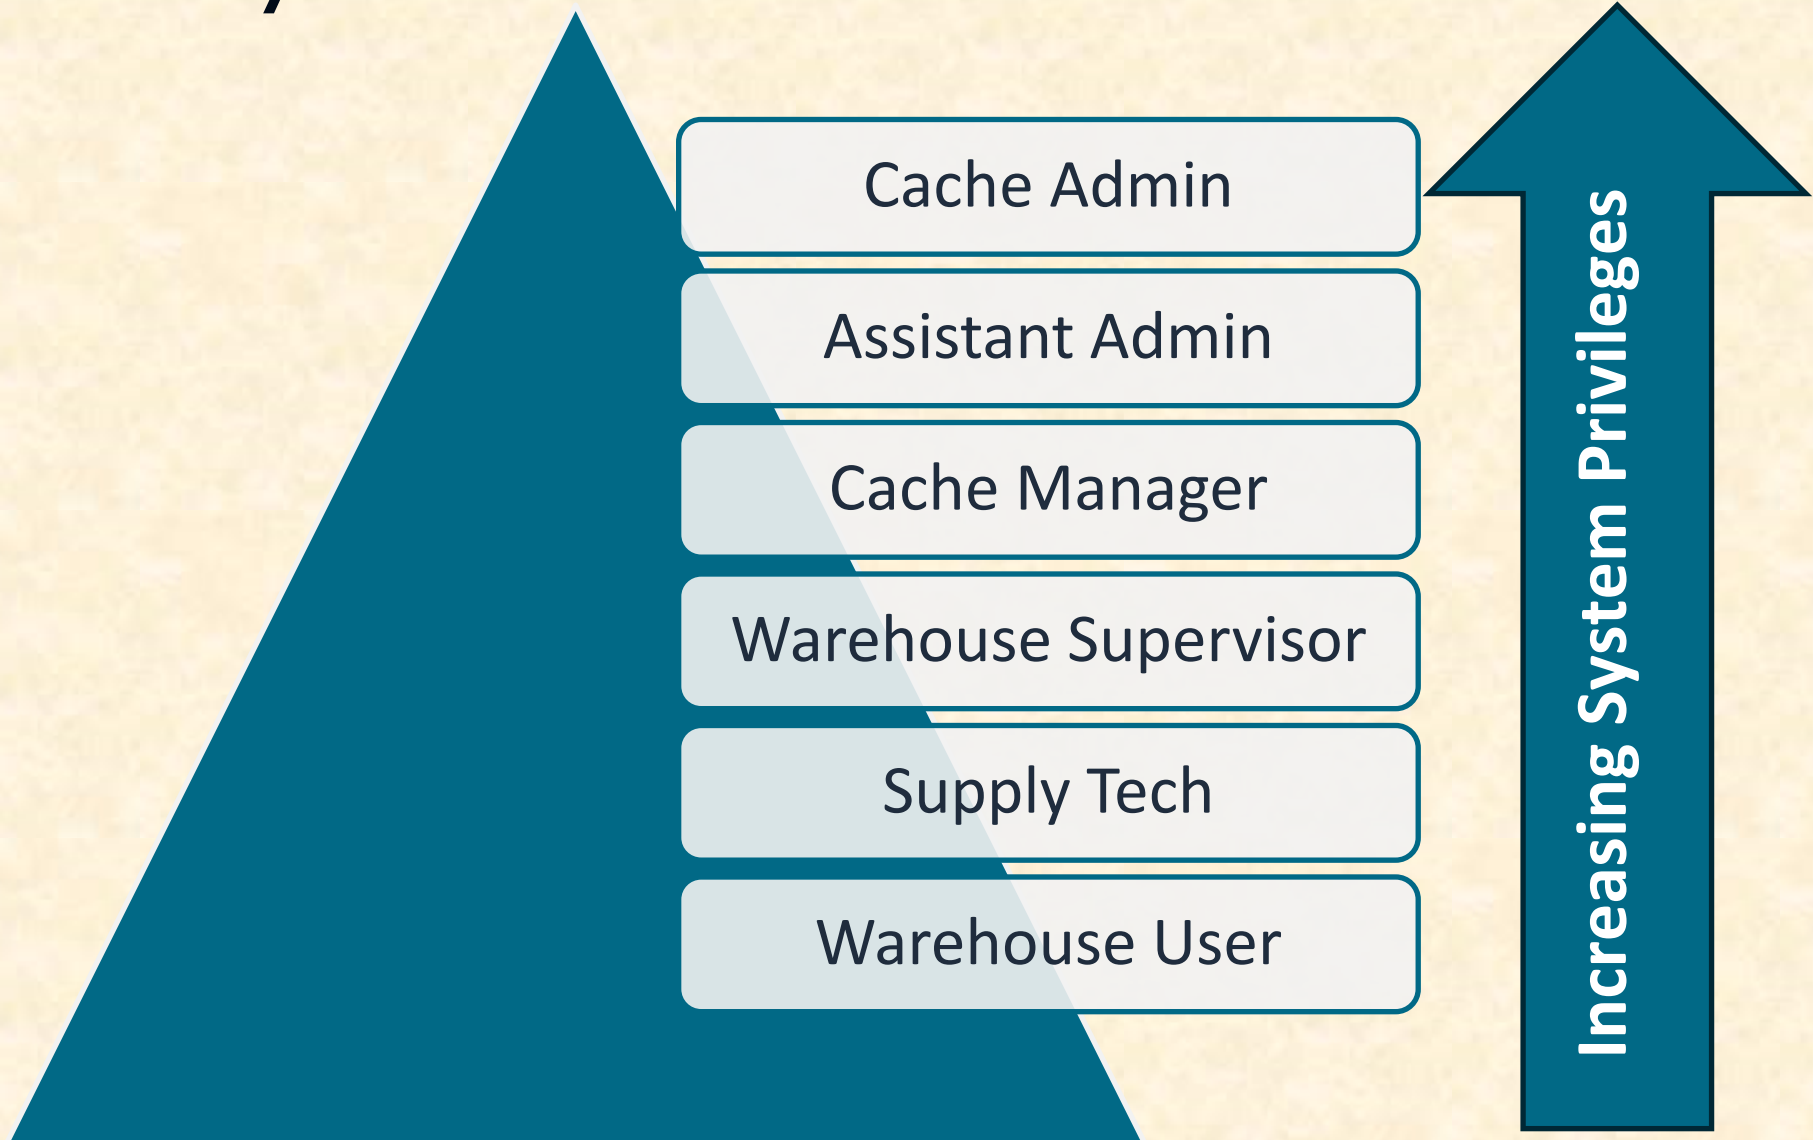 Cache Admin
Assistant Admin
Cache Manager
Warehouse Supervisor
Supply Tech
Warehouse User
Increasing System Privileges